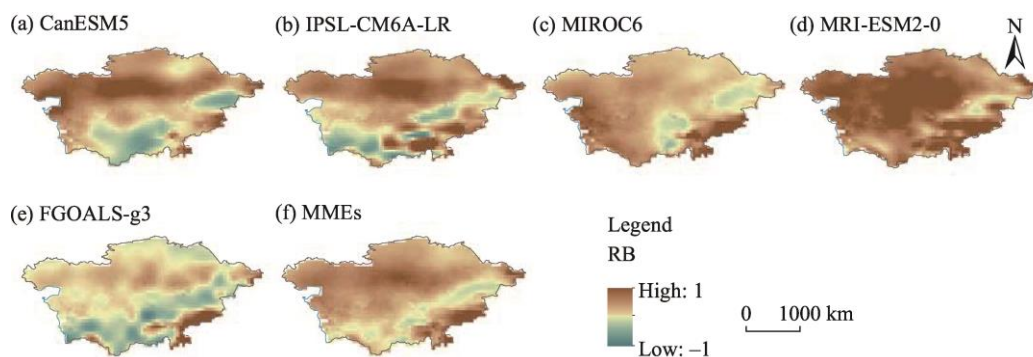 (a) CanESM5
(b) IPSL-CM6A-LR
(c) MIROC6
(d) MRI-ESM2-0
N
(e) FGOALS-g3
(f) MMEs
Legend
RB
High: 1
Low: –1
0 1000 km